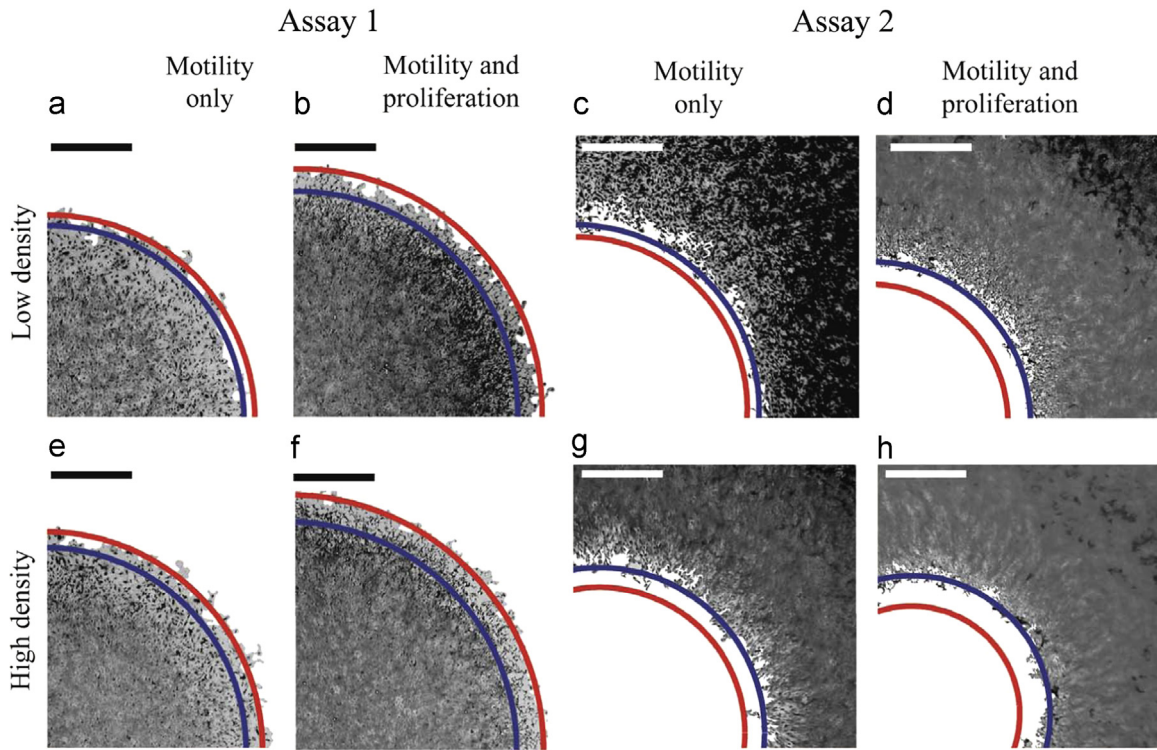 Assay 1
Assay 2
Motility
only
Motility and
proliferation
Motility
only
Motility and
proliferation
a
b
c
d
Low density
e
f
g
h
High density